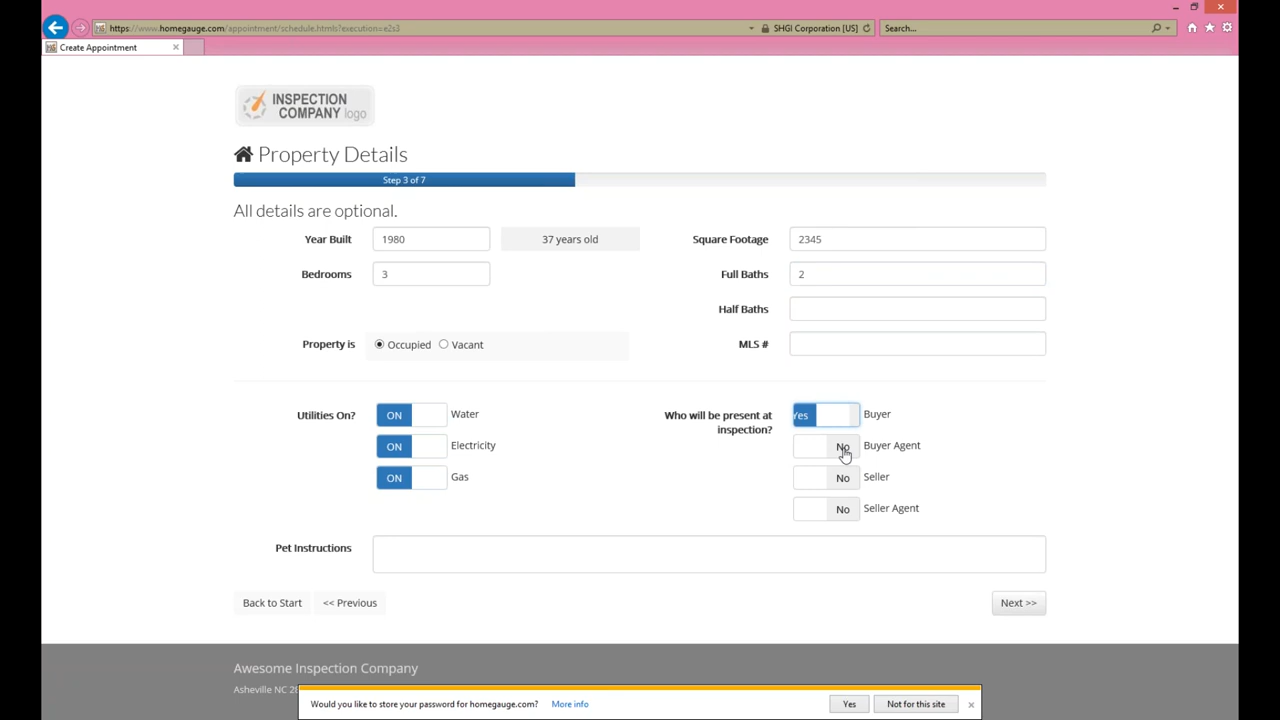 https://www.homegauge.com/appointment/schedule.htmls?execution=e2s3
SHGI Corporation [US]
Search...
Create Appointment
INSPECTION
COMPANY logo
Property Details
Step 3 of 7
All details are optional.
Year Built 1980 37 years old Square Footage 2345
Bedrooms 3 Full Baths 2
Half Baths
Property is Occupied Vacant MLS #
Utilities On? ON Water Who will be present at inspection? Yes Buyer
ON Electricity No Buyer Agent
ON Gas No Seller
No Seller Agent
Pet Instructions
Back to Start << Previous Next >>
Awesome Inspection Company
Asheville NC
Would you like to store your password for homegauge.com? More info Yes Not for this site